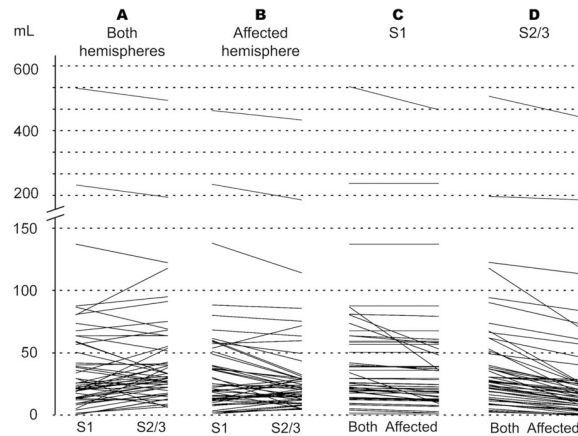 A B C D
mL Both hemispheres Affected hemisphere S1 S2/3
600
400
200
150
100
50
0
S1 S2/3 S1 S2/3 Both Affected Both Affected